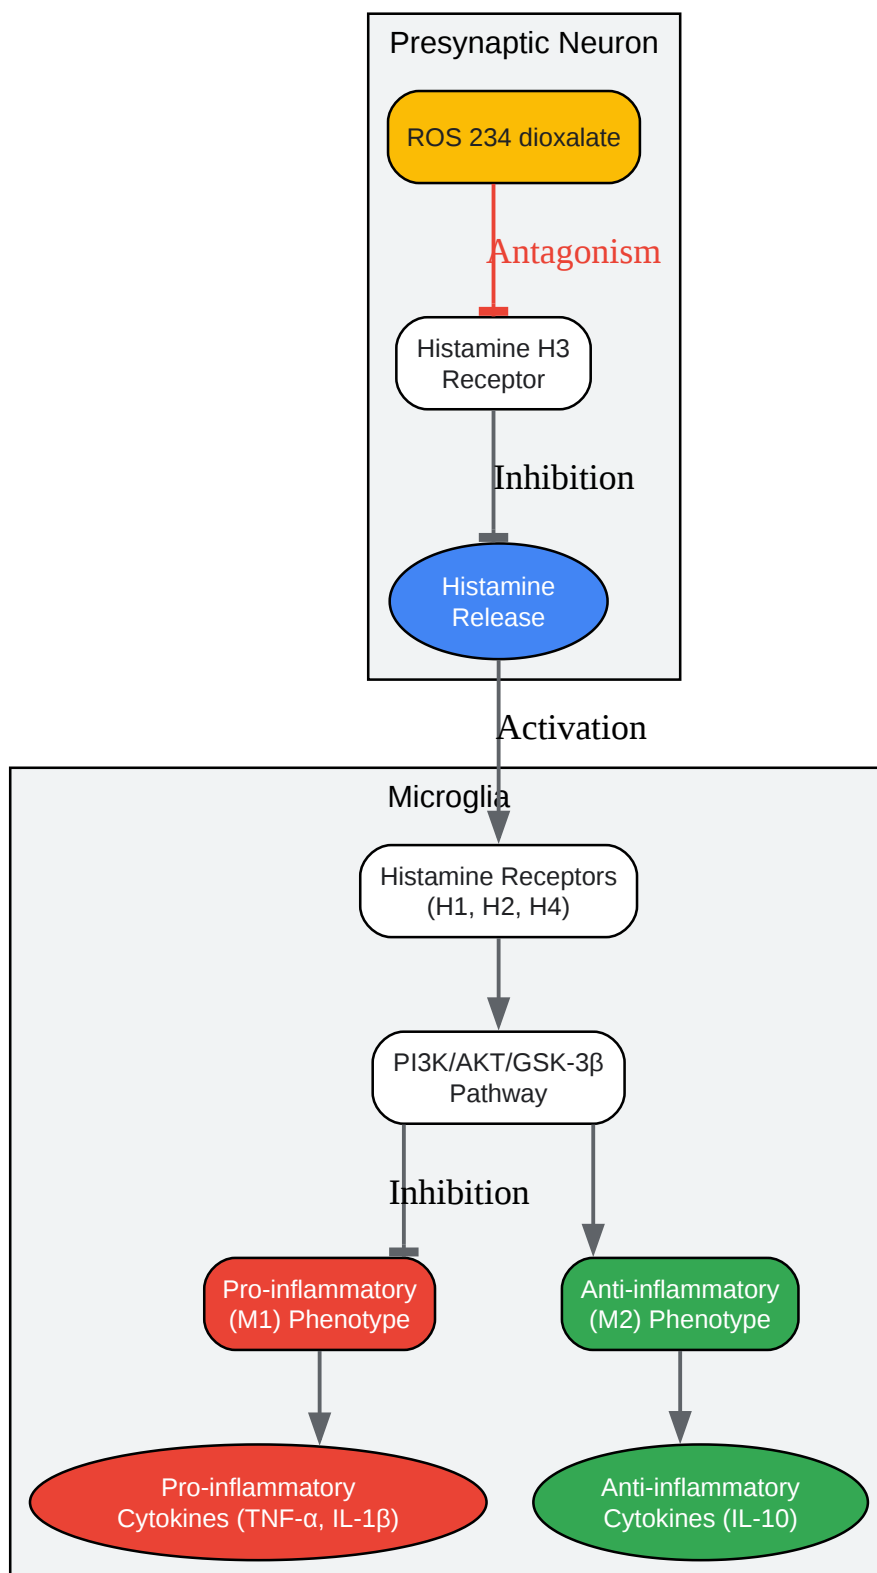 Presynaptic Neuron
ROS 234 dioxalate
Antagonism
Histamine H3
Receptor
Inhibition
Histamine
Release
Activation
Microglia
Histamine Receptors
(H1, H2, H4)
PI3K/AKT/GSK-3β
Pathway
Inhibition
Pro-inflammatory
(M1) Phenotype
Anti-inflammatory
(M2) Phenotype
Pro-inflammatory
Cytokines (TNF-α, IL-1β)
Anti-inflammatory
Cytokines (IL-10)